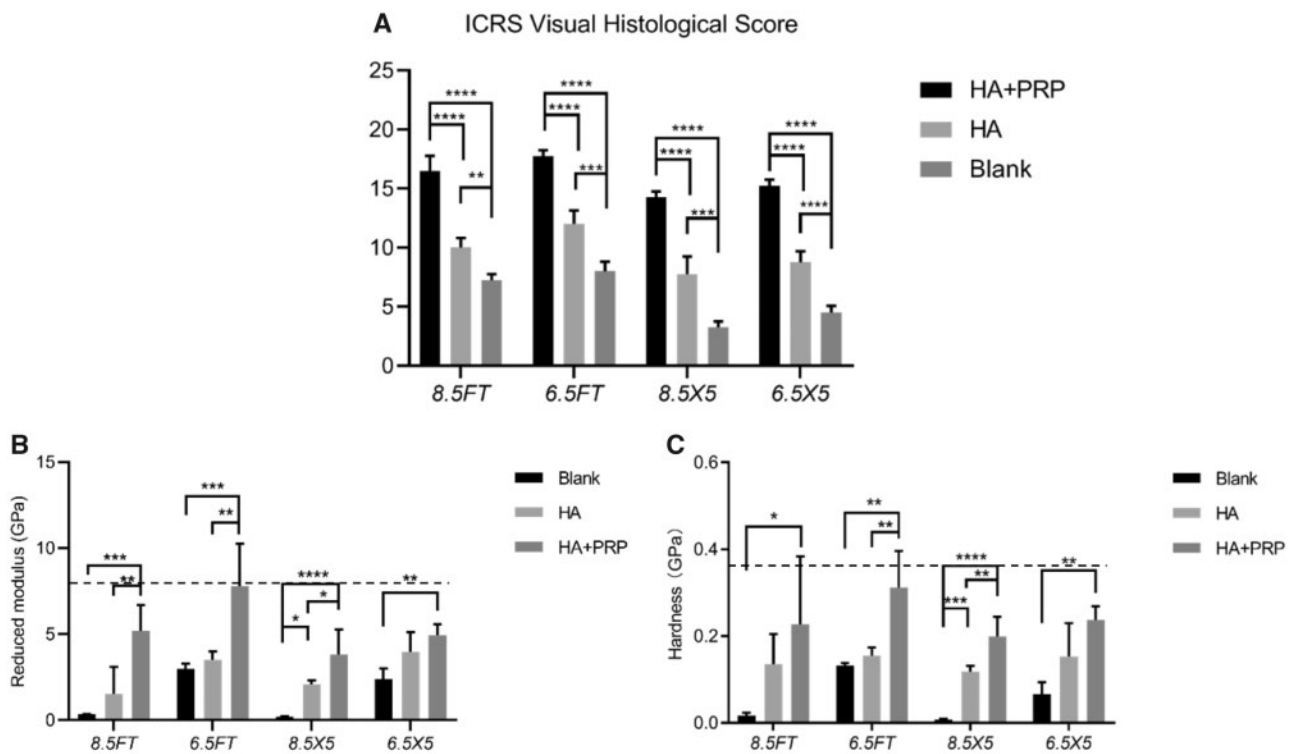 A ICRS Visual Histological Score
25
20
15
10
5
0
**** **** **** ****
**** **** **** ****
** *** *** ****
8.5FT 6.5FT 8.5X5 6.5X5
HA+PRP
HA
Blank
B
Reduced modulus (GPa)
15
10
5
0
*** *** **** **
** ** * *
8.5FT 6.5FT 8.5X5 6.5X5
Blank
HA
HA+PRP
C
Hardness (GPa)
0.6
0.4
0.2
0.0
* ** **** **
** *** **
8.5FT 6.5FT 8.5X5 6.5X5
Blank
HA
HA+PRP